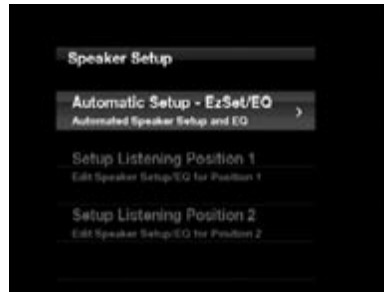 Speaker Setup
Automatic Setup - EzSet/EQ
Automated Speaker Setup and EQ
Setup Listening Position 1
Edit Speaker Setup/EQ for Position 1
Setup Listening Position 2
Edit Speaker Setup/EQ for Position 2